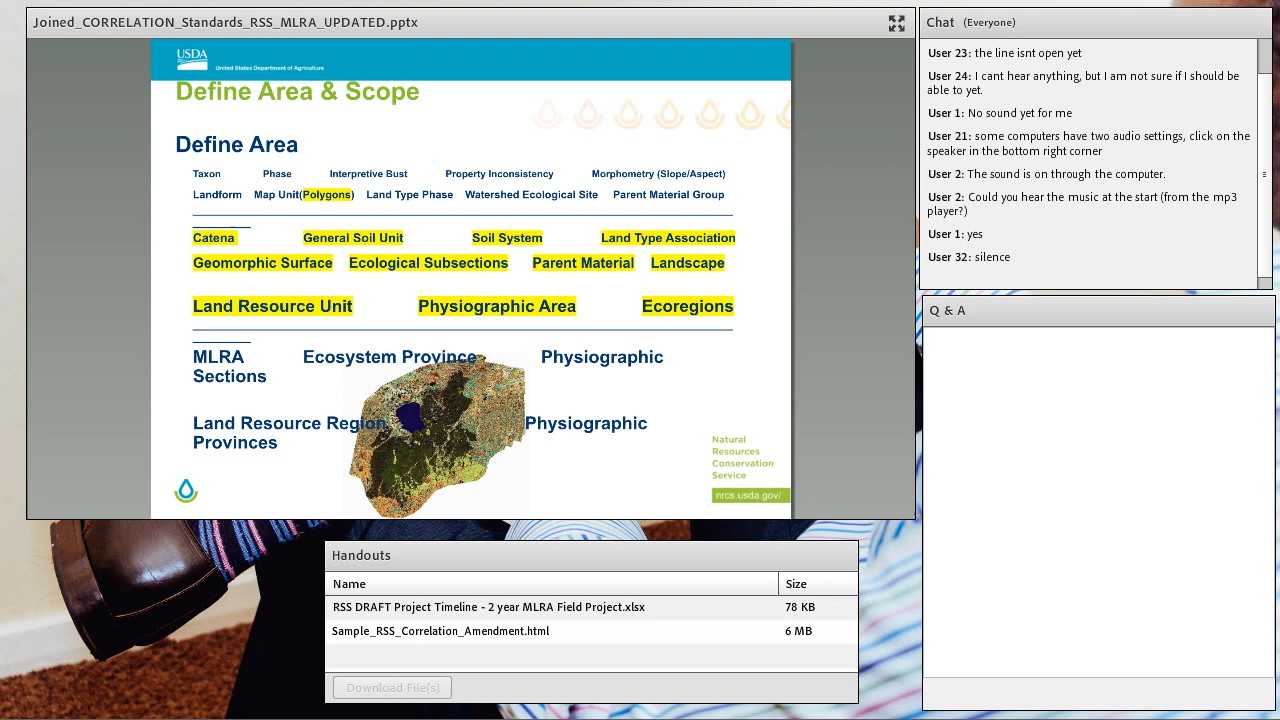 Joined_CORRELATION_Standards_RSS_MLRA_UPDATED.pptx
USDA
United States Department of Agriculture
Define Area & Scope
Define Area
Taxon Phase Interpretive Bust Property Inconsistency Morphometry (Slope/Aspect)
Landform Map Unit(Polygons) Land Type Phase Watershed Ecological Site Parent Material Group
Catena General Soil Unit Soil System Land Type Association
Geomorphic Surface Ecological Subsections Parent Material Landscape
Land Resource Unit Physiographic Area Ecoregions
MLRA Ecosystem Province Physiographic
Sections
Land Resource Region Physiographic
Provinces
Natural
Resources
Conservation
Service
nrcs.usda.gov/
Chat (Everyone)
User 23: the line isnt open yet
User 24: I cant hear anything, but I am not sure if I should be
able to yet.
User 1: No sound yet for me
User 21: some computers have two audio settings, click on the
speaker in the bottom right corner
User 2: The sound is on through the computer.
User 2: Could you hear the music at the start (from the mp3
player?)
User 1: yes
User 32: silence
Q & A
Handouts
Name Size
RSS DRAFT Project Timeline - 2 year MLRA Field Project.xlsx 78 KB
Sample_RSS_Correlation_Amendment.html 6 MB
Download File(s)